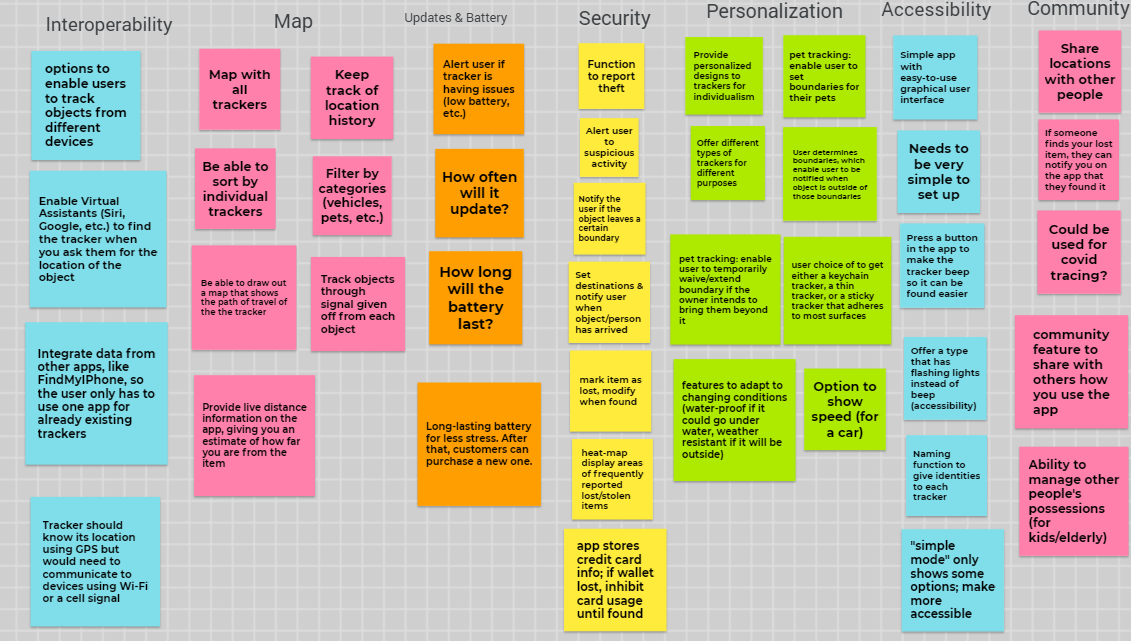 Interoperability
options to
enable users
to track
objects from
different
devices
Enable Virtual
Assistants (Siri,
Google, etc.) to find
the tracker when
you ask them for the
location of the
object
Integrate data from
other apps, like
FindMyIPhone, so
the user only has to
use one app for
already existing
trackers
Tracker should
know its location
using GPS but
would need to
communicate to
devices using Wi-Fi
or a cell signal
Map
Map with
all
trackers
Keep
track of
location
history
Be able to
sort by
individual
trackers
Filter by
categories
(vehicles,
pets, etc.)
Be able to draw out
a map that shows
the path of travel of
the the tracker
Track objects
through
signal given
off from each
object
Provide live distance
information on the
app, giving you an
estimate of how far
you are from the
item
Updates & Battery
Alert user if
tracker is
having issues
(low battery,
etc.)
How often
will it
update?
How long
will the
battery
last?
Long-lasting battery
for less stress. After
that, customers can
purchase a new one.
Security
Function
to report
theft
Alert user
to
suspicious
activity
Notify the
user if the
object leaves a
certain
boundary
Set
destinations &
notify user
when
object/person
has arrived
mark item as
lost, modify
when found
heat-map
display areas
of frequently
reported
lost/stolen
items
app stores
credit card
info; if wallet
lost, inhibit
card usage
until found
Personalization
Provide
personalized
designs to
trackers for
individualism
pet tracking:
enable user to
set
boundaries for
their pets
Offer different
types of
trackers for
different
purposes
User determines
boundaries, which
enable user to be
notified when
object is outside of
those boundaries
pet tracking: enable
user to temporarily
waive/extend
boundary if the
owner intends to
bring them beyond
it
user choice of to get
either a keychain
tracker, a thin
tracker, or a sticky
tracker that adheres
to most surfaces
features to adapt to
changing conditions
(water-proof if it
could go under
water, weather
resistant if it will be
outside)
Option to
show
speed (for
a car)
Accessibility
Simple app
with
easy-to-use
graphical user
interface
Needs to
be very
simple to
set up
Press a button
in the app to
make the
tracker beep
so it can be
found easier
Offer a type
that has
flashing lights
instead of
beep
(accessibility)
Naming
function to
give identities
to each
tracker
"simple
mode" only
shows some
options; make
more
accessible
Community
Share
locations
with other
people
If someone
finds your lost
item, they can
notify you on
the app that
they found it
Could be
used for
covid
tracing?
community
feature to
share with
others how
you use the
app
Ability to
manage other
people's
possessions
(for
kids/elderly)